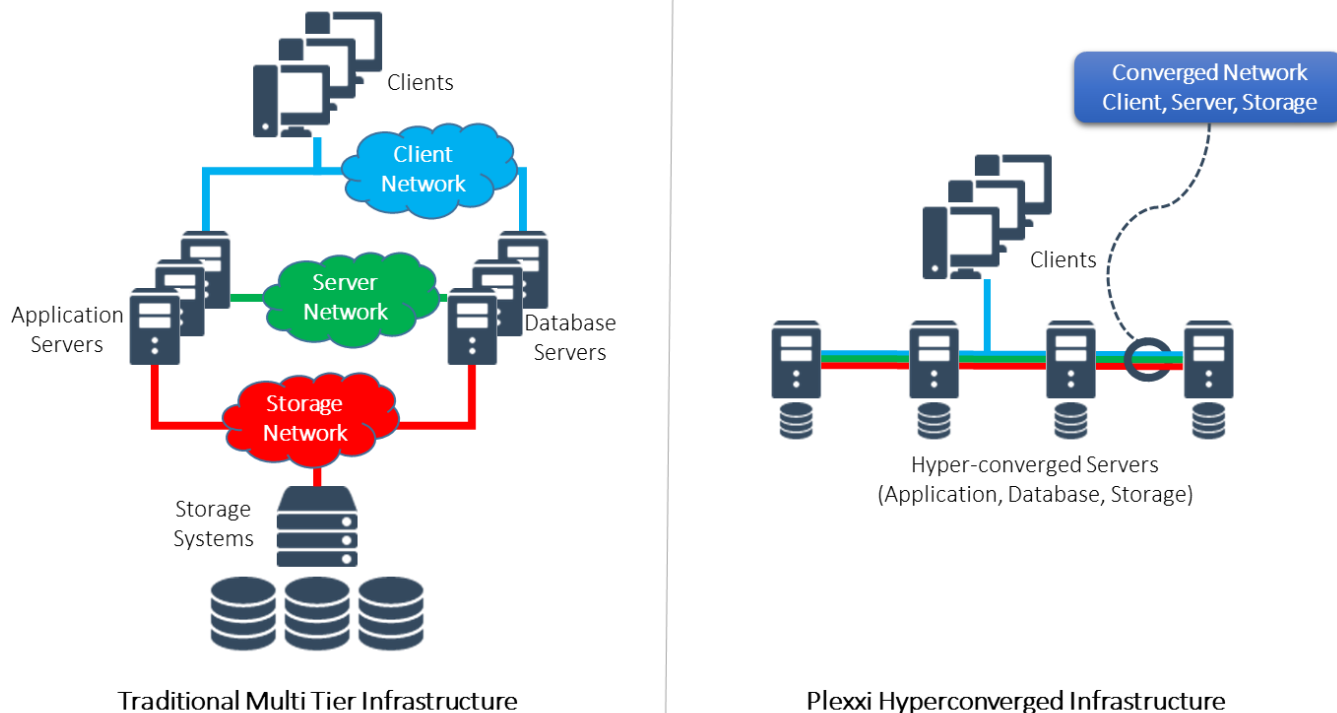 Clients
Client
Network
Server
Network
Application
Servers
Database
Servers
Storage
Network
Storage
Systems
Traditional Multi Tier Infrastructure
Converged Network
Client, Server, Storage
Clients
Hyper-converged Servers
(Application, Database, Storage)
Plexxi Hyperconverged Infrastructure